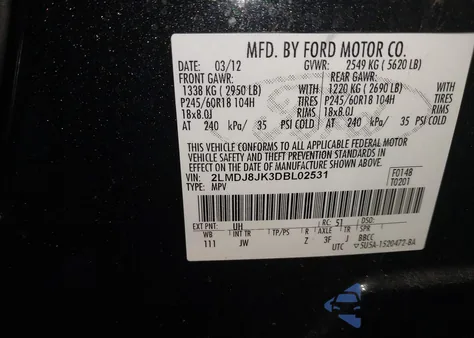 MFD. BY FORD MOTOR CO.
DATE: 03/12 GVWR: 2549 KG ( 5620 LB)
FRONT GAWR: REAR GAWR:
1338 KG ( 2950 LB) WITH 1220 KG ( 2690 LB) WITH
P245/60R18 104H TIRES P245/60R18 104H TIRES
18x8.0J RIMS 18x8.0J RIMS
AT 240 kPa/ 35 PSI COLD AT 240 kPa/ 35 PSI COLD
THIS VEHICLE CONFORMS TO ALL APPLICABLE FEDERAL MOTOR
VEHICLE SAFETY AND THEFT PREVENTION STANDARDS IN
EFFECT ON THE DATE OF MANUFACTURE SHOWN ABOVE.
VIN: 2LMDJ8JK3DBL02531 F0148
TYPE: MPV T0201
EXT PNT: UH RC: 51 DSO:
WB INT TR TP/PS R AXLE TR SPR
111 JW Z 3F J BBCC
UTC 5U5A-1520472-BA